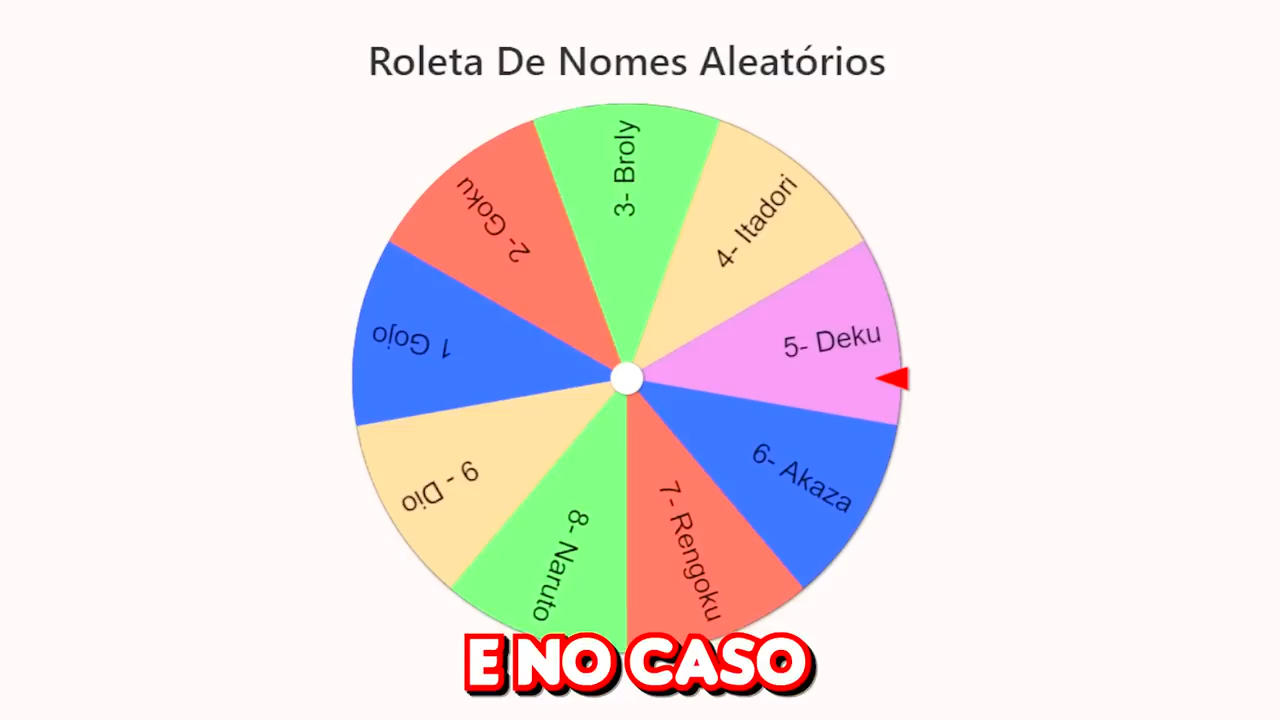 Roleta De Nomes Aleatórios
1 Gojo
2- Goku
3- Broly
4- Itadori
5- Deku
6- Akaza
7- Rengoku
8- Naruto
9 - Dio
E NO CASO